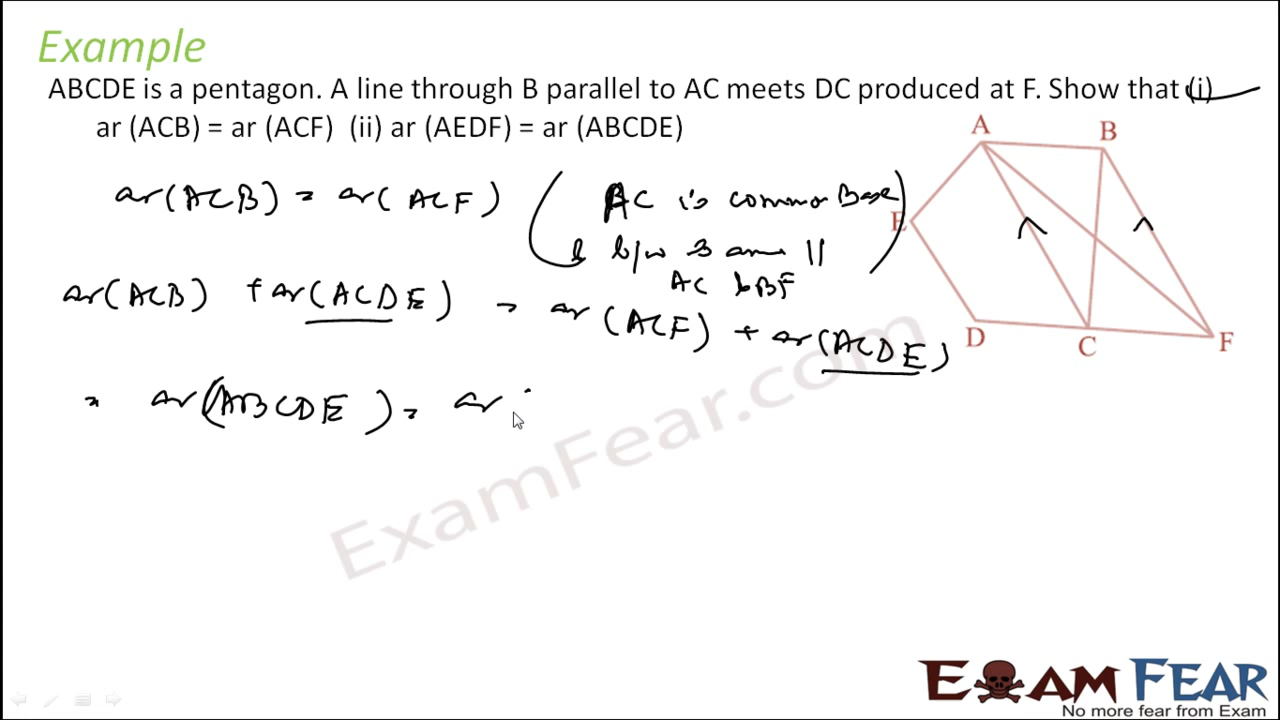 Example
ABCDE is a pentagon. A line through B parallel to AC meets DC produced at F. Show that (i)
ar (ACB) = ar (ACF) (ii) ar (AEDF) = ar (ABCDE)
A B
E
D C F
ar(ACB) = ar(ACF) (AC is common Base
& b/w same ||
AC & BF)
ar(ACB) + ar(ACDE) = ar(ACF) + ar(ACDE)
= ar(ABCDE) = ar
ExamFear.com
EXAM FEAR
No more fear from Exam